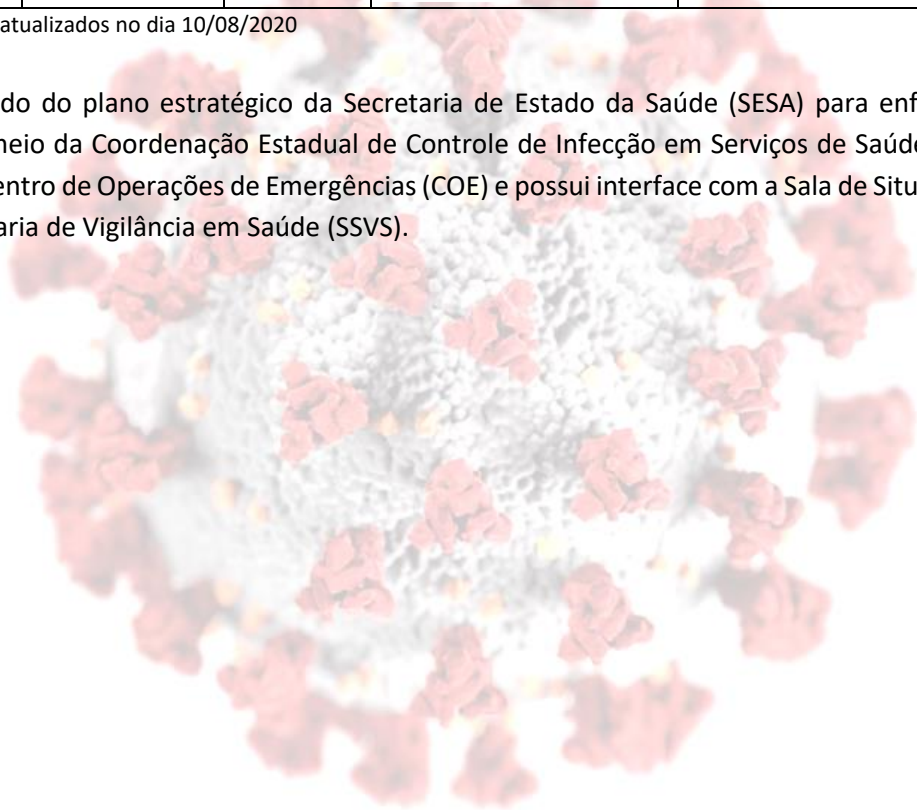 atualizados no dia 10/08/2020
do do plano estratégico da Secretaria de Estado da Saúde (SESA) para enf
meio da Coordenação Estadual de Controle de Infecção em Serviços de Saúde
entro de Operações de Emergências (COE) e possui interface com a Sala de Situ
aria de Vigilância em Saúde (SSVS).